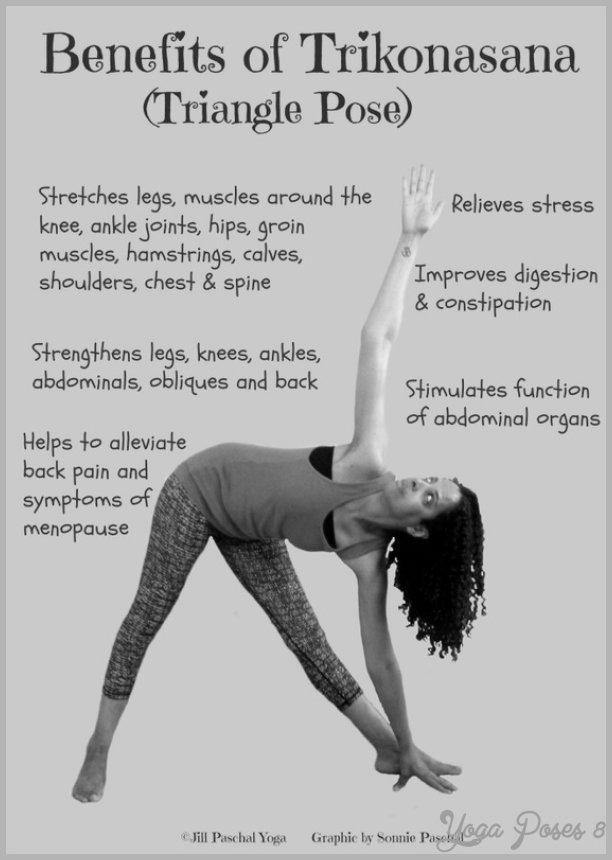 Benefits of Trikonasana
(Triangle Pose)
Stretches legs, muscles around the
knee, ankle joints, hips, groin
muscles, hamstrings, calves,
shoulders, chest & spine
Relieves stress
Improves digestion
& constipation
Strengthens legs, knees, ankles,
abdominals, obliques and back
Stimulates function
of abdominal organs
Helps to alleviate
back pain and
symptoms of
menopause
©Jill Paschal Yoga Graphic by Sonnie Paschal
Yoga Poses 8